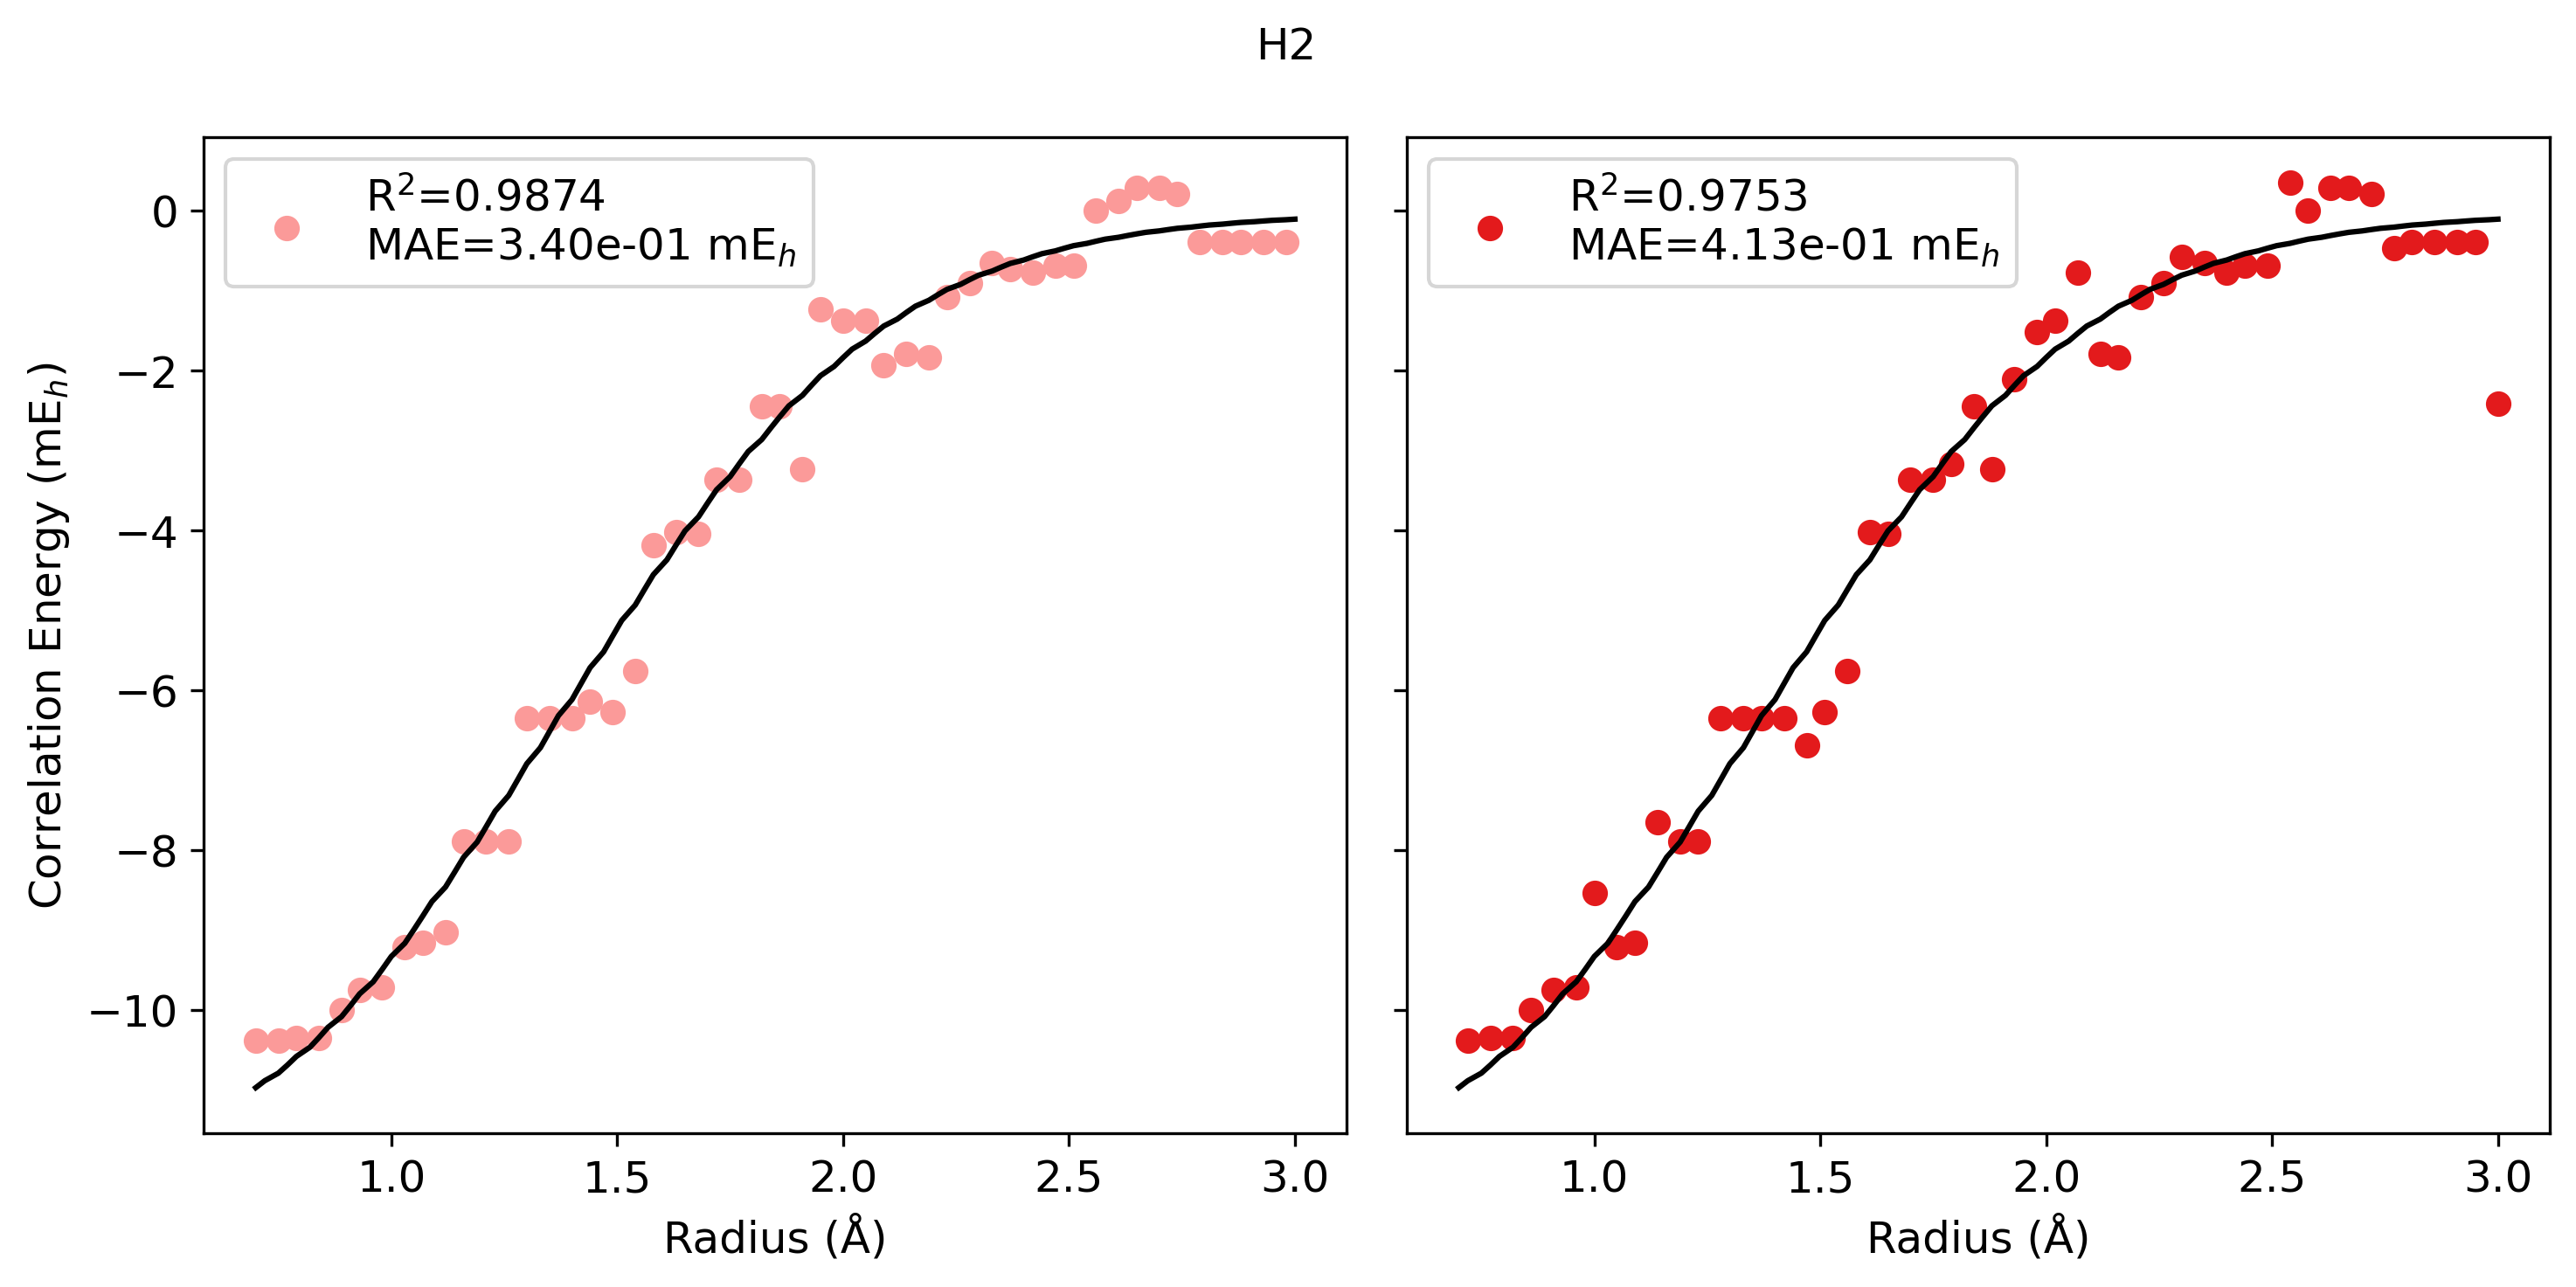 H2
R²=0.9874
MAE=3.40e-01 mEₕ
R²=0.9753
MAE=4.13e-01 mEₕ
Correlation Energy (mEₕ)
0
−2
−4
−6
−8
−10
1.0 1.5 2.0 2.5 3.0
1.0 1.5 2.0 2.5 3.0
Radius (Å)
Radius (Å)